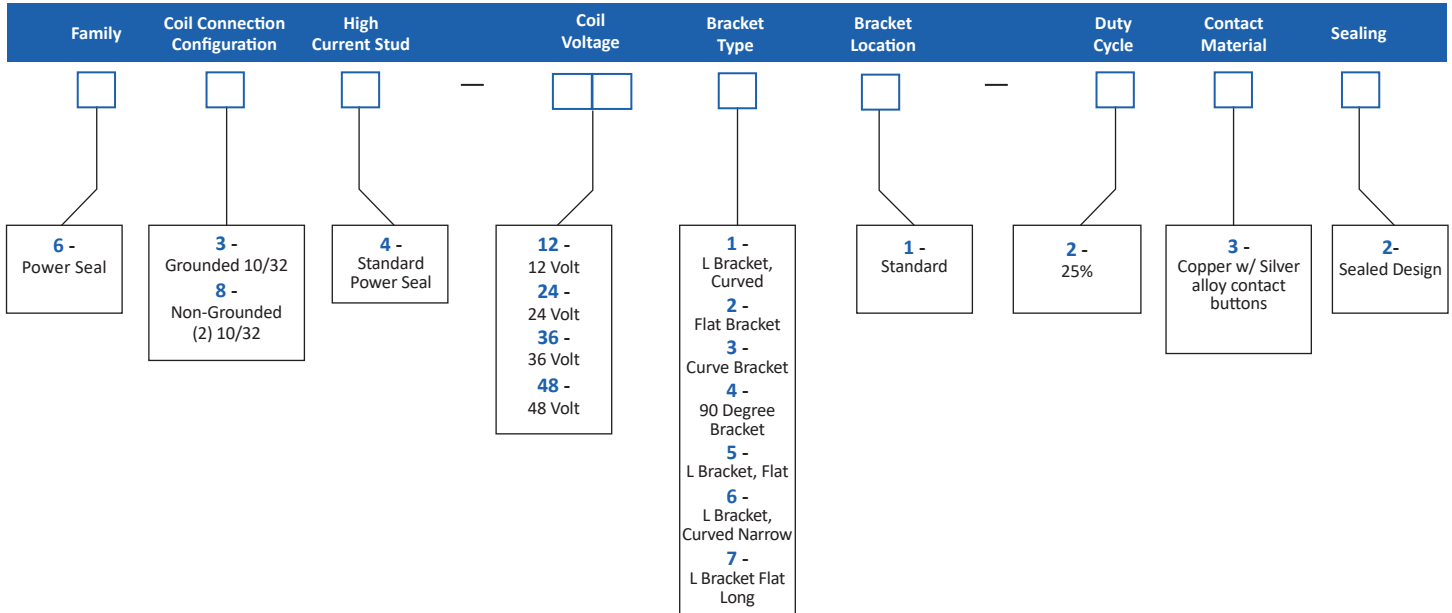 Family
Coil Connection
Configuration
High
Current Stud
Coil
Voltage
Bracket
Type
Bracket
Location
Duty
Cycle
Contact
Material
Sealing
—
—
6 -
Power Seal
3 -
Grounded 10/32
8 -
Non-Grounded
(2) 10/32
4 -
Standard
Power Seal
12 -
12 Volt
24 -
24 Volt
36 -
36 Volt
48 -
48 Volt
1 -
L Bracket,
Curved
2 -
Flat Bracket
3 -
Curve Bracket
4 -
90 Degree
Bracket
5 -
L Bracket, Flat
6 -
L Bracket,
Curved Narrow
7 -
L Bracket Flat
Long
1 -
Standard
2 -
25%
3 -
Copper w/ Silver
alloy contact
buttons
2-
Sealed Design